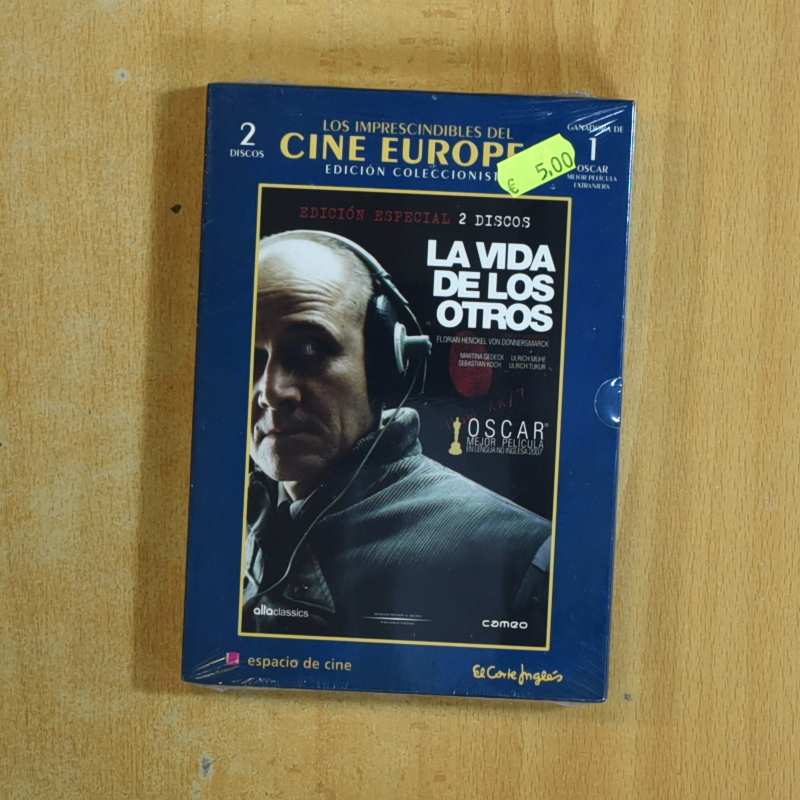 LOS IMPRESCINDIBLES DEL
CINE EUROPE
EDICIÓN COLECCIONIST
2
DISCOS
GANADORA DE
1
OSCAR
MEJOR PELÍCULA
EXTRANJERA
€ 5,00
EDICIÓN ESPECIAL 2 DISCOS
LA VIDA
DE LOS
OTROS
FLORIAN HENCKEL VON DONNERSMARCK
MARTINA GEDECK ULRICH MÜHE
SEBASTIAN KOCH ULRICH TUKUR
OSCAR®
MEJOR PELÍCULA
EN LENGUA NO INGLESA 2007
altaclassics
cameo
espacio de cine
El Corte Inglés